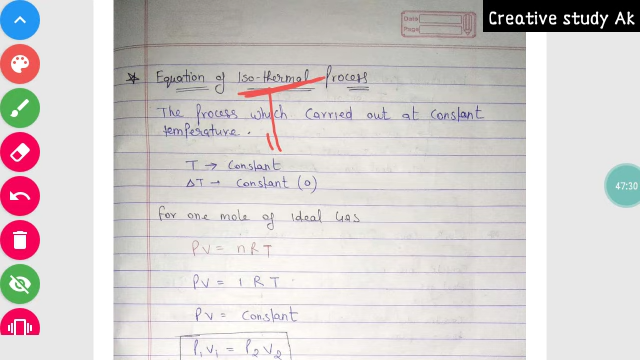 Creative study Ak
Date
Page
Equation of Iso-thermal Process
The Process which carried out at constant
temperature.
T → Constant
ΔT → Constant (0)
for one mole of Ideal Gas
PV = nRT
PV = 1 R T
PV = Constant
P₁V₁ = P₂V₂
47:30